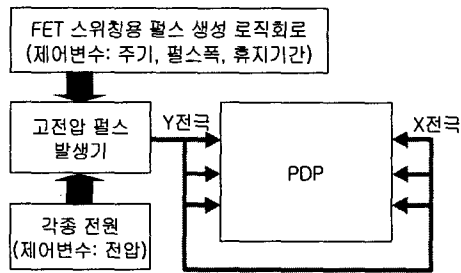 FET 스위칭용 펄스 생성 로직회로
(제어변수: 주기, 펄스폭, 휴지기간)
고전압 펄스
발생기
Y전극
X전극
PDP
각종 전원
(제어변수: 전압)